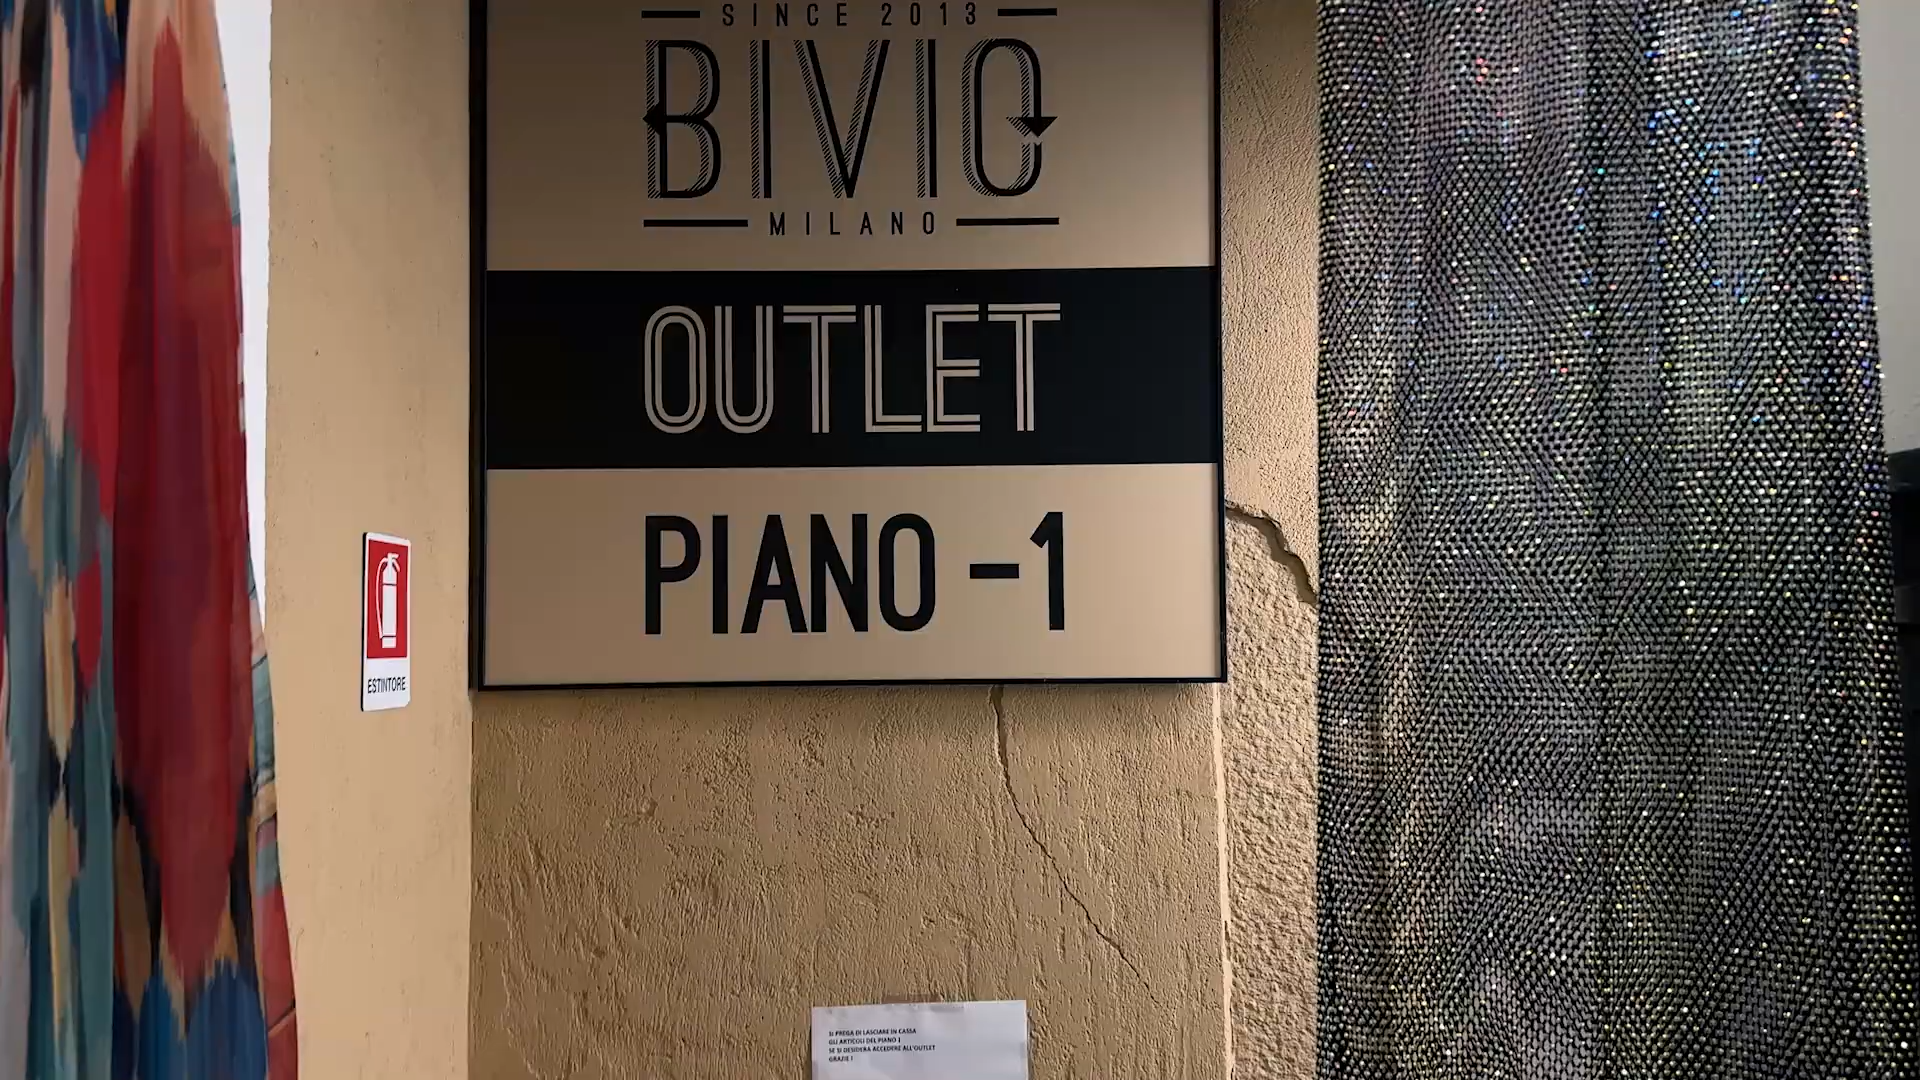 SINCE 2013
BIVIO
MILANO
OUTLET
PIANO -1
ESTINTORE
SI PREGA DI LASCIARE IN CASSA
GLI ARTICOLI DEL PIANO 1
SE SI DESIDERA ACCEDERE ALL'OUTLET
GRAZIE !